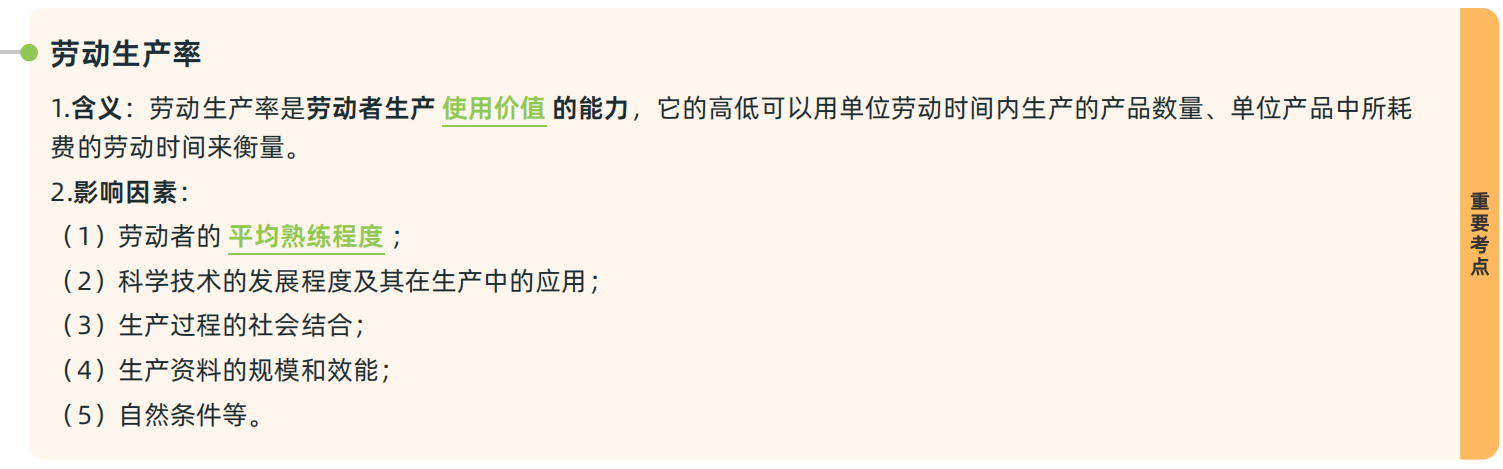 劳动生产率
1.含义：劳动生产率是劳动者生产 使用价值 的能力，它的高低可以用单位劳动时间内生产的产品数量、单位产品中所耗
费的劳动时间来衡量。
2.影响因素：
（1）劳动者的 平均熟练程度 ；
（2）科学技术的发展程度及其在生产中的应用；
（3）生产过程的社会结合；
（4）生产资料的规模和效能；
（5）自然条件等。
重要考点